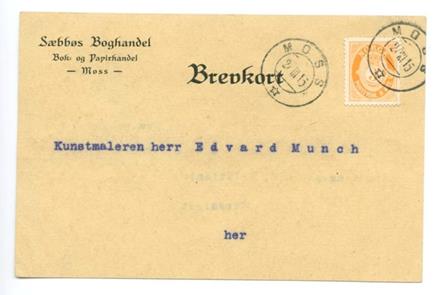 Sæbbøs Boghandel
Bok- og Papirhandel
— Moss —
Brevkort
MOSS
MOSS
Kunstmaleren herr Edvard Munch
her